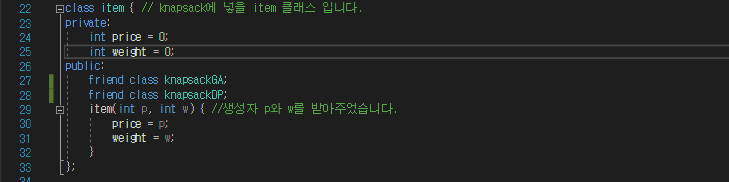 22 class item { // knapsack에 넣을 item 클래스 입니다.
23 private:
24 int price = 0;
25 int weight = 0;
26 public:
27 friend class knapsackGA;
28 friend class knapsackDP;
29 item(int p, int w) { //생성자 p와 w를 받아주었습니다.
30 price = p;
31 weight = w;
32 }
33 };
34